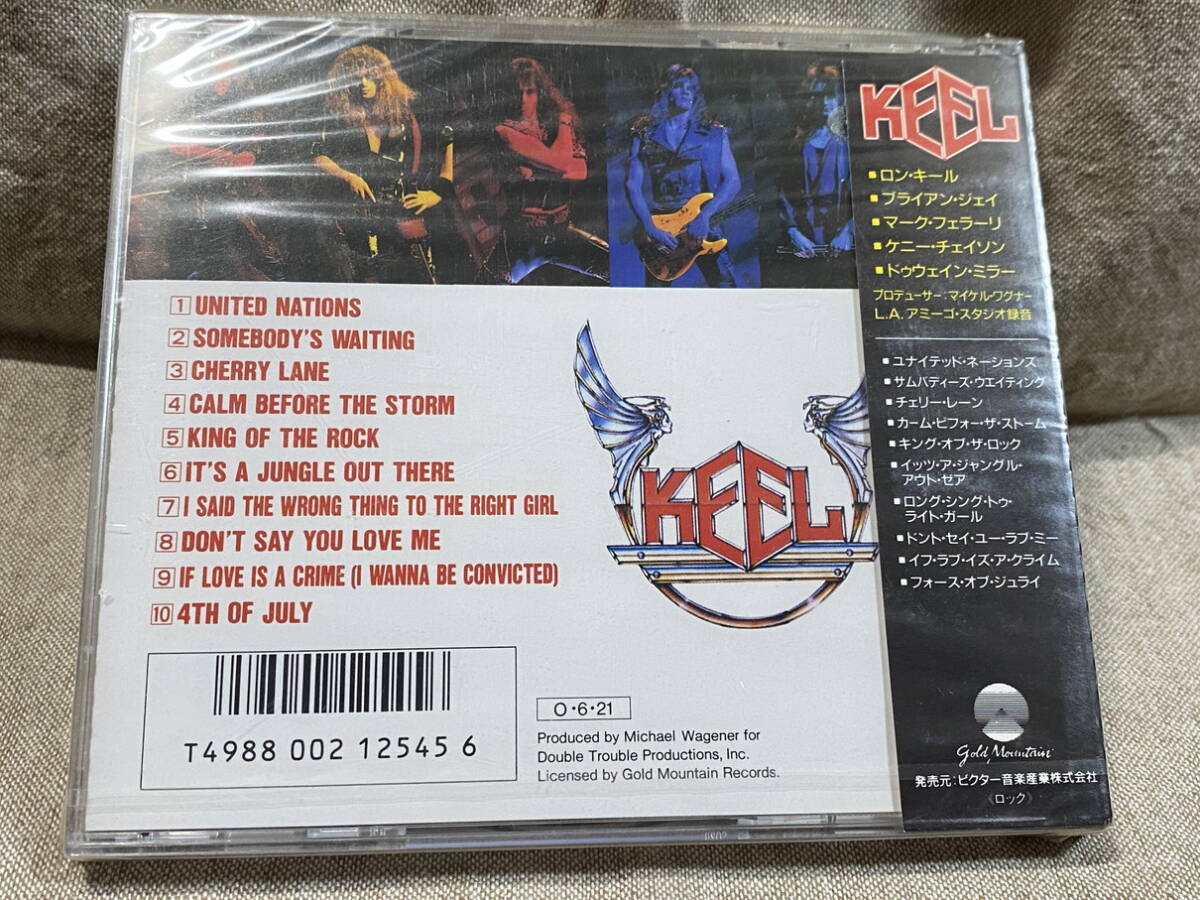 1 UNITED NATIONS
2 SOMEBODY'S WAITING
3 CHERRY LANE
4 CALM BEFORE THE STORM
5 KING OF THE ROCK
6 IT'S A JUNGLE OUT THERE
7 I SAID THE WRONG THING TO THE RIGHT GIRL
8 DON'T SAY YOU LOVE ME
9 IF LOVE IS A CRIME (I WANNA BE CONVICTED)
10 4TH OF JULY
KEEL
T4988 002 12545 6
O・6・21
Produced by Michael Wagener for
Double Trouble Productions, Inc.
Licensed by Gold Mountain Records.
KEEL
■ロン・キール
■ブライアン・ジェイ
■マーク・フェラーリ
■ケニー・チェイソン
■ドゥウェイン・ミラー
プロデューサー:マイケル・ワグナー
L.A.アミーゴ・スタジオ録音
■ユナイテッド・ネーションズ
■サムバディーズ・ウエイティング
■チェリー・レーン
■カーム・ビフォー・ザ・ストーム
■キング・オブ・ザ・ロック
■イッツ・ア・ジャングル・
アウト・ゼア
■ロング・シング・トゥ・
ライト・ガール
■ドント・セイ・ユー・ラブ・ミー
■イフ・ラブ・イズ・ア・クライム
■フォース・オブ・ジュライ
Gold Mountain
発売元:ビクター音楽産業株式会社
《ロック》